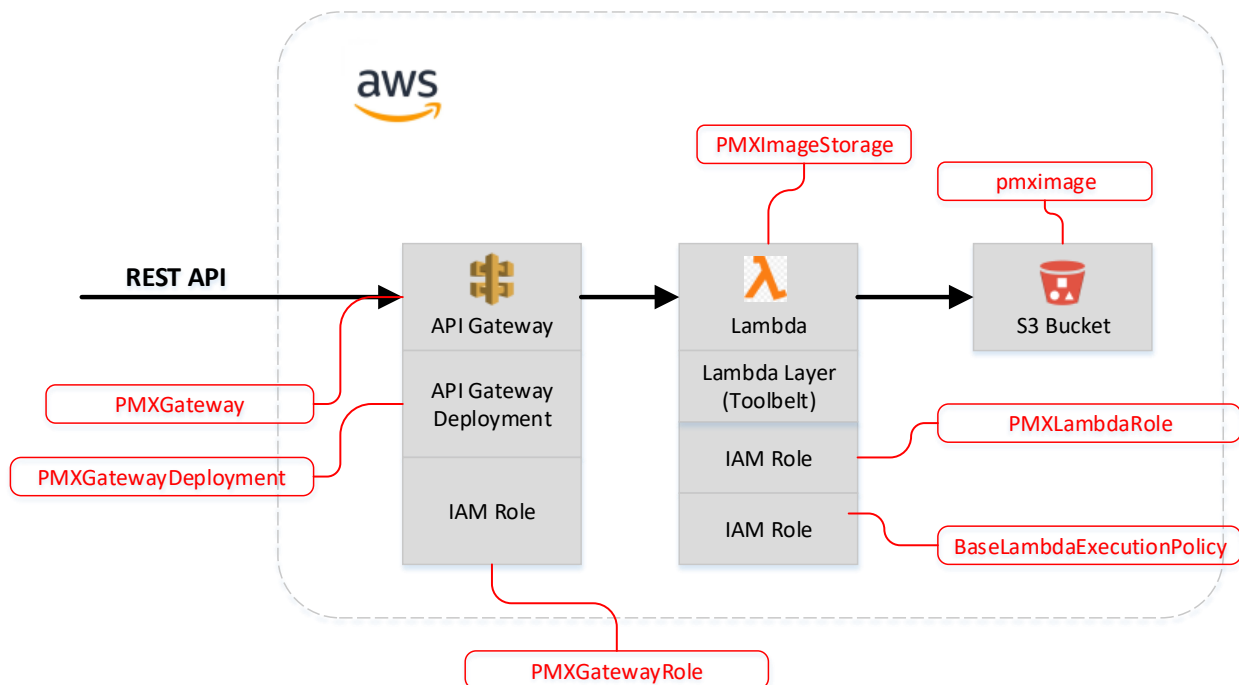 aws
PMXImageStorage
pmximage
REST API
API Gateway
Lambda
S3 Bucket
PMXGateway
API Gateway
Deployment
Lambda Layer
(Toolbelt)
PMXLambdaRole
PMXGatewayDeployment
IAM Role
IAM Role
IAM Role
BaseLambdaExecutionPolicy
PMXGatewayRole